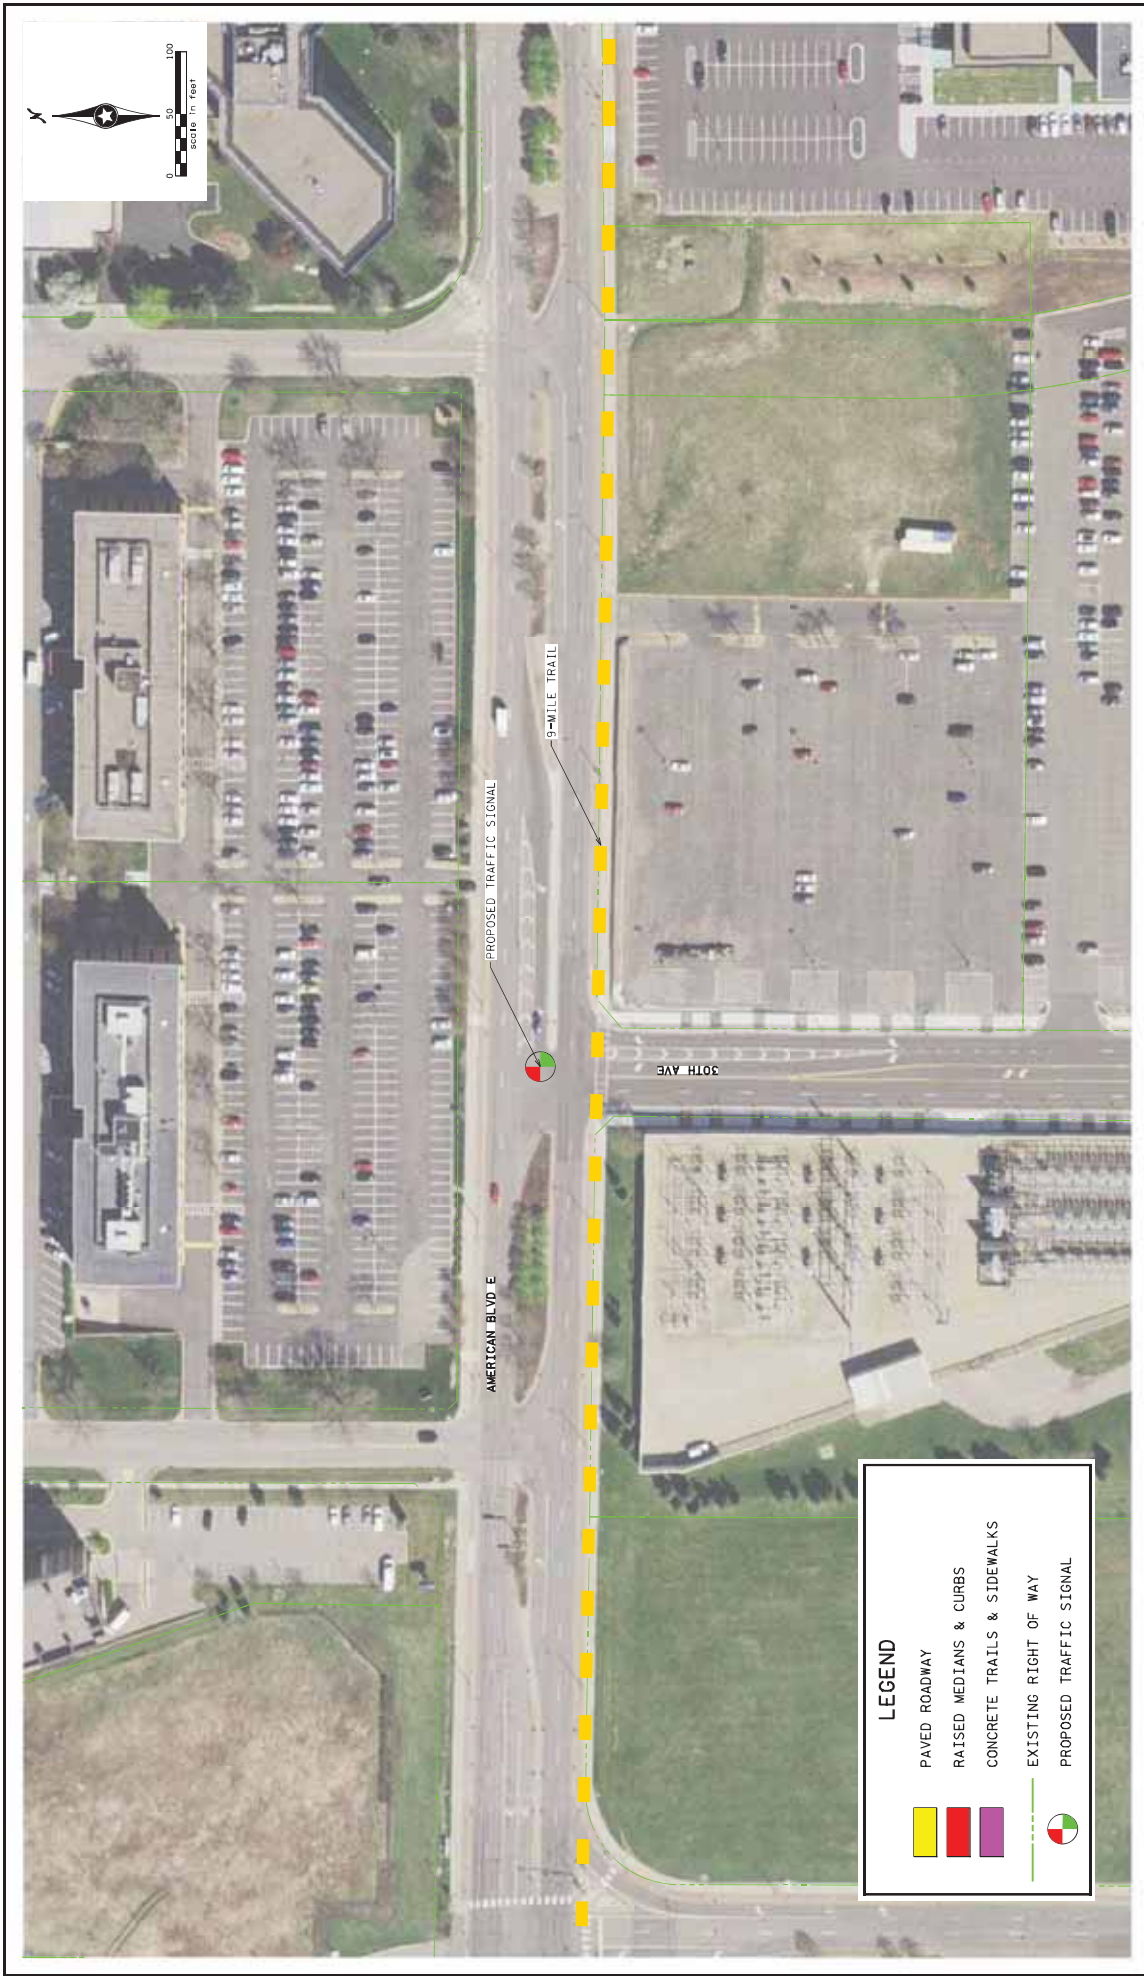 N
0 50 100
scale in feet
9-MILE TRAIL
PROPOSED TRAFFIC SIGNAL
30TH AVE
AMERICAN BLVD E
LEGEND
PAVED ROADWAY
RAISED MEDIANS & CURBS
CONCRETE TRAILS & SIDEWALKS
EXISTING RIGHT OF WAY
PROPOSED TRAFFIC SIGNAL